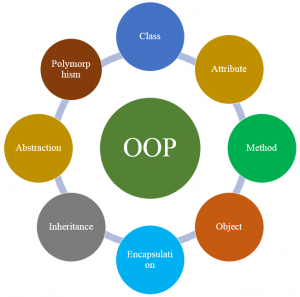 Class
Polymorp
hism
Attribute
Abstraction
OOP
Method
Inheritance
Object
Encapsulati
on